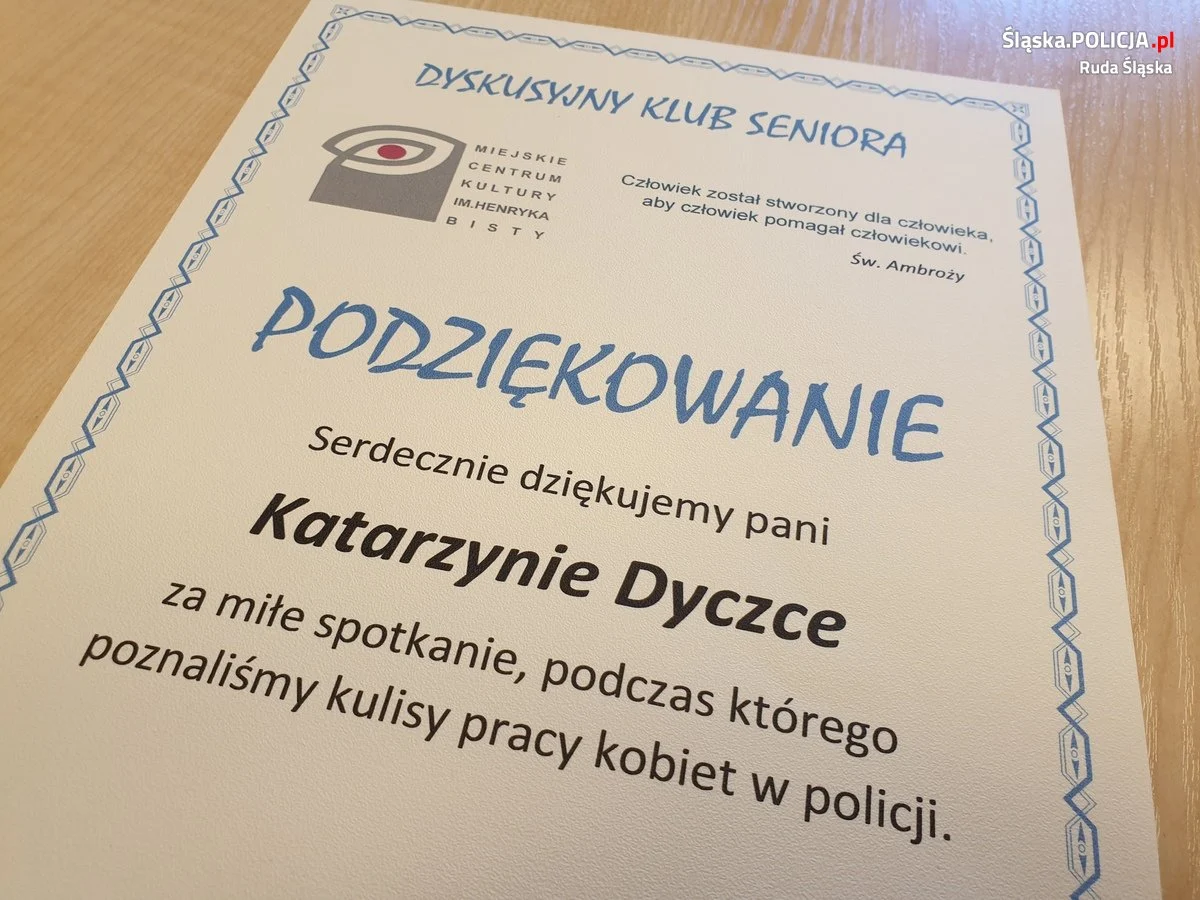 Śląska.POLICJA.pl
Ruda Śląska
DYSKUSYJNY KLUB SENIORA
MIEJSKIE
CENTRUM
KULTURY
IM.HENRYKA
BISTY
Człowiek został stworzony dla człowieka,
aby człowiek pomagał człowiekowi.
Św. Ambroży
PODZIĘKOWANIE
Serdecznie dziękujemy pani
Katarzynie Dyczce
za miłe spotkanie, podczas którego
poznaliśmy kulisy pracy kobiet w policji.